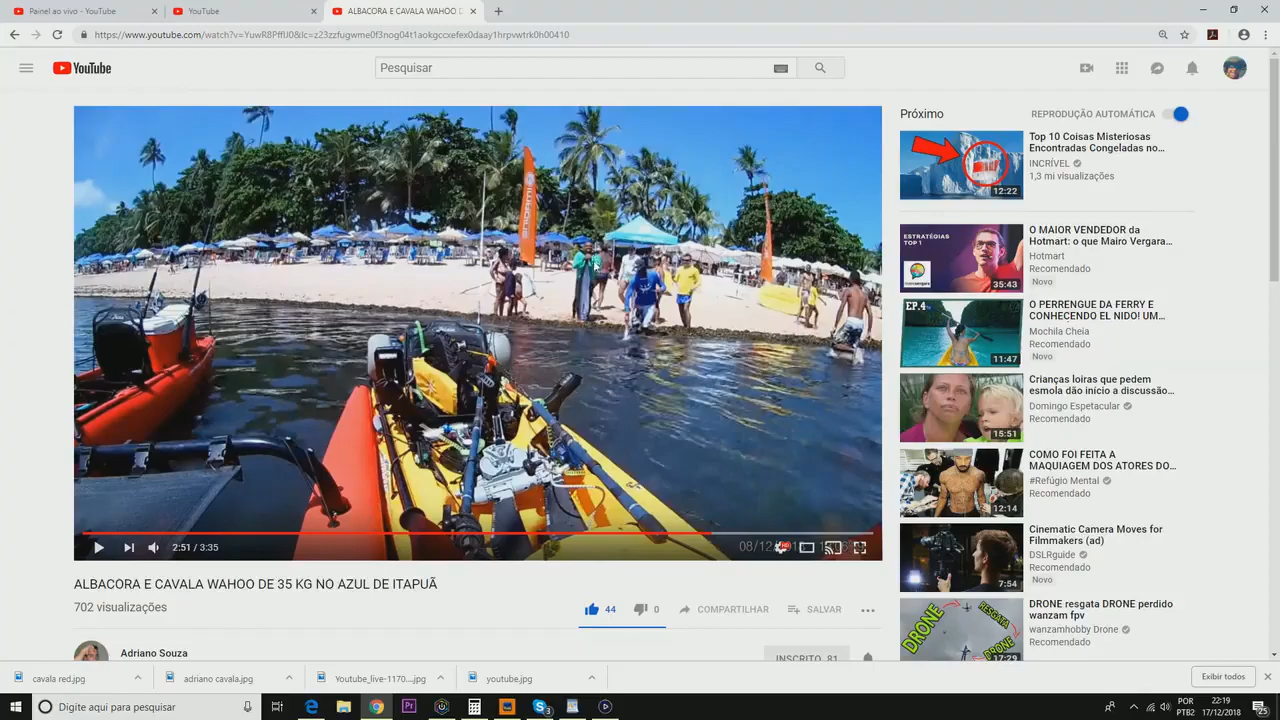 Painel ao vivo - YouTube
YouTube
ALBACORA E CAVALA WAHOO D
https://www.youtube.com/watch?v=YuwR8PffIJ0&lc=z23zzfugwme0f3nog04t1aokgccxefex0daay1hrpvwtrk0h00410
YouTube
Pesquisar
Próximo
REPRODUÇÃO AUTOMÁTICA
Top 10 Coisas Misteriosas
Encontradas Congeladas no...
INCRÍVEL
1,3 mi visualizações
12:22
ESTRATÉGIAS
TOP 1
35:43
O MAIOR VENDEDOR da
Hotmart: o que Mairo Vergara...
Hotmart
Recomendado
Novo
EP.4
11:47
O PERRENGUE DA FERRY E
CONHECENDO EL NIDO! UM...
Mochila Cheia
Recomendado
Novo
15:51
Crianças loiras que pedem
esmola dão início a discussão...
Domingo Espetacular
Recomendado
12:14
COMO FOI FEITA A
MAQUIAGEM DOS ATORES DO...
#Refúgio Mental
Recomendado
7:54
Cinematic Camera Moves for
Filmmakers (ad)
DSLRguide
Recomendado
Novo
DRONE
RESGATA
DRONE
17:29
DRONE resgata DRONE perdido
wanzam fpv
wanzamhobby Drone
Recomendado
2:51 / 3:35
ALBACORA E CAVALA WAHOO DE 35 KG NO AZUL DE ITAPUÃ
702 visualizações
44
0
COMPARTILHAR
SALVAR
Adriano Souza
INSCRITO 81
cavala red.jpg
adriano cavala.jpg
Youtube_live-1170....jpg
youtube.jpg
Exibir todos
Digite aqui para pesquisar
POR
PTB2
22:19
17/12/2018
25